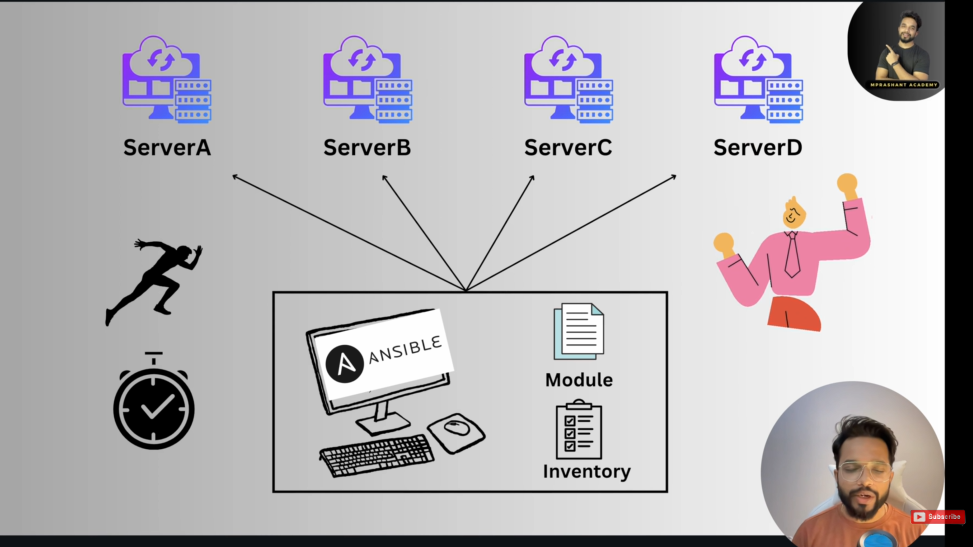 MPRASHANT ACADEMY
ServerA
ServerB
ServerC
ServerD
A ANSIBLE
Module
Inventory
Subscribe